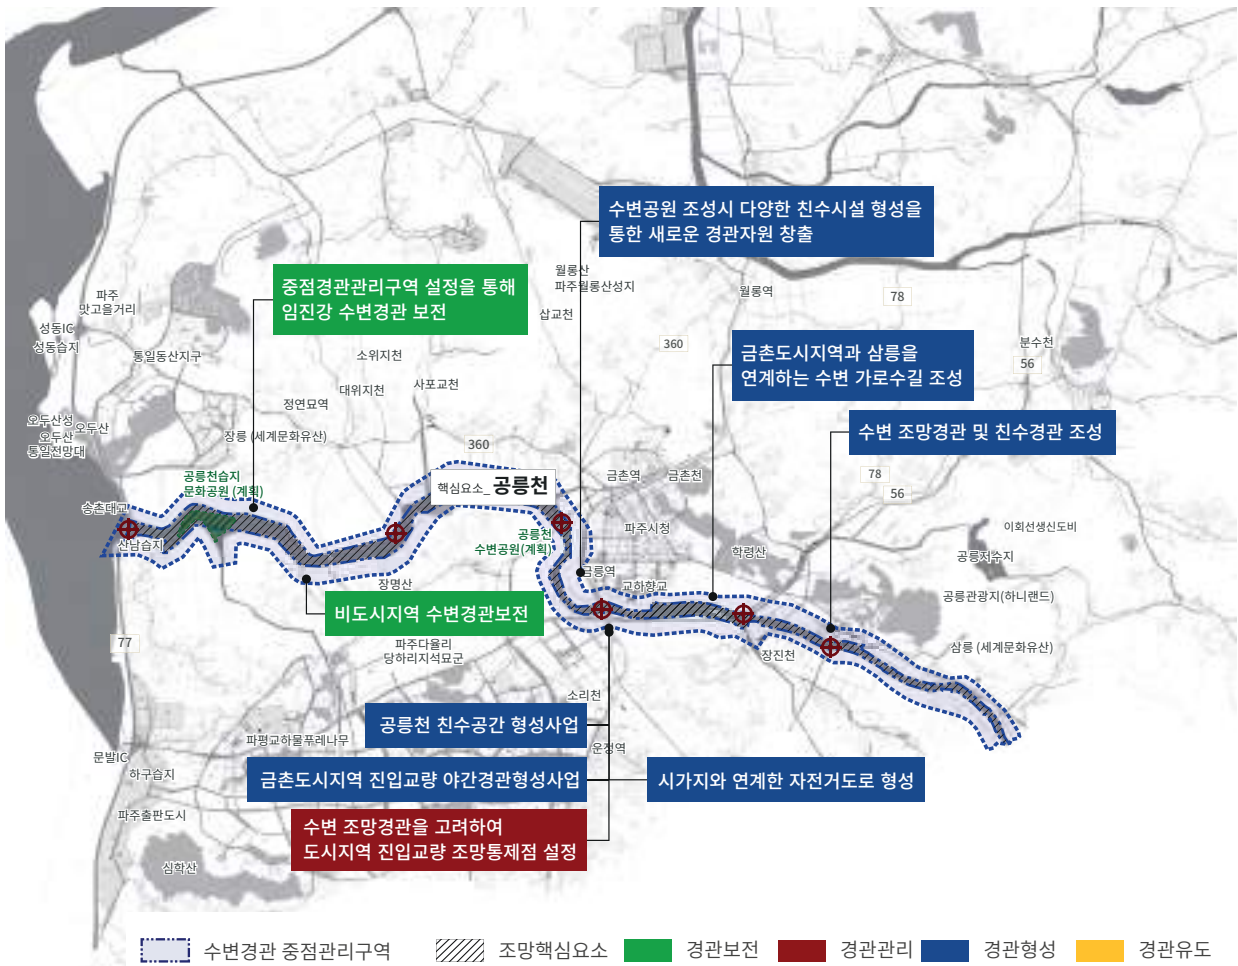 수변공원 조성시 다양한 친수시설 형성을
통한 새로운 경관자원 창출
중점경관관리구역 설정을 통해
임진강 수변경관 보전
월롱산
파주월롱산성지
월롱역
78
파주
맛고을거리
삽교천
성동IC
성동습지
통일동산지구
소위지천
360
금촌도시지역과 삼릉을
연계하는 수변 가로수길 조성
분수천
56
대위지천
사포교천
정연묘역
오두산성
오두산
오두산
통일전망대
장릉 (세계문화유산)
360
수변 조망경관 및 친수경관 조성
공릉천습지
문화공원 (계획)
핵심요소_ 공릉천
금촌역
금촌천
78
56
송촌대교
산남습지
공릉천
수변공원(계획)
파주시청
이회선생신도비
학령산
공릉저수지
금릉역
장명산
교하향교
공릉관광지(하니랜드)
비도시지역 수변경관보전
77
파주다율리
당하리지석묘군
장진천
삼릉 (세계문화유산)
소리천
공릉천 친수공간 형성사업
파평교하물푸레나무
운정역
문발IC
하구습지
금촌도시지역 진입교량 야간경관형성사업
시가지와 연계한 자전거도로 형성
파주출판도시
수변 조망경관을 고려하여
도시지역 진입교량 조망통제점 설정
심학산
수변경관 중점관리구역
조망핵심요소
경관보전
경관관리
경관형성
경관유도